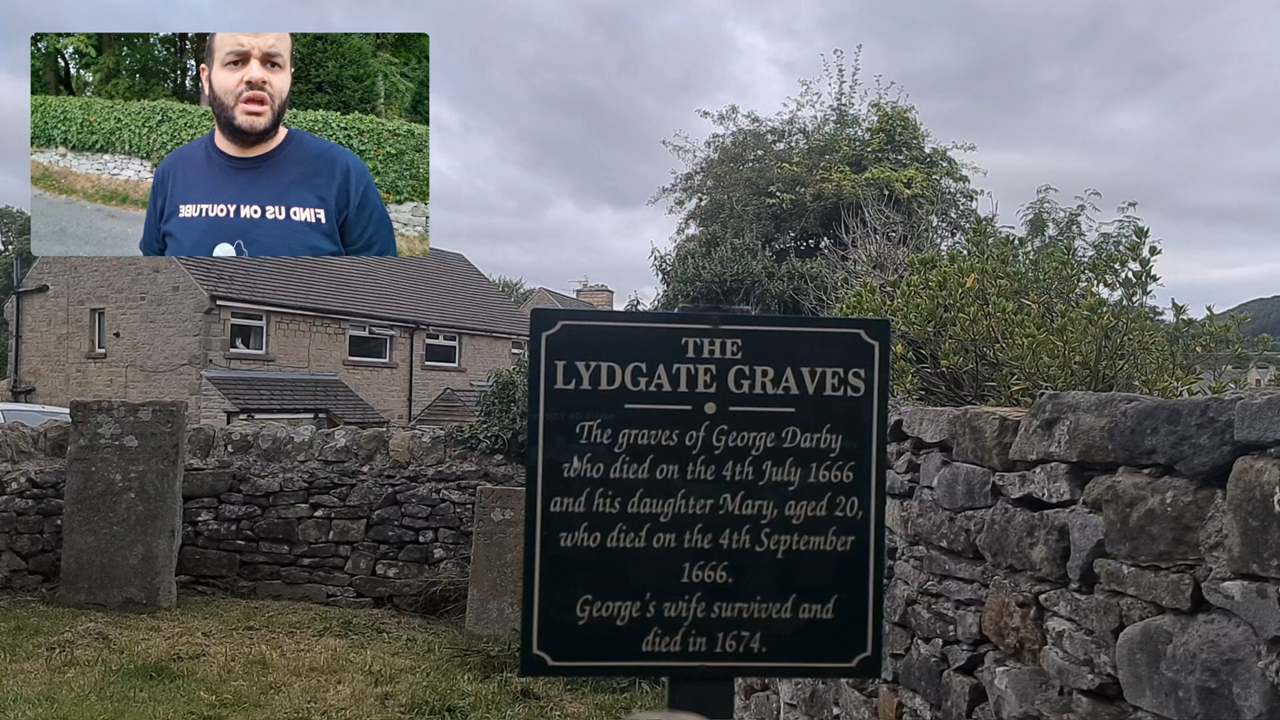 FIND US ON YOUTUBE
THE
LYDGATE GRAVES
The graves of George Darby
who died on the 4th July 1666
and his daughter Mary, aged 20,
who died on the 4th September
1666.
George's wife survived and
died in 1674.